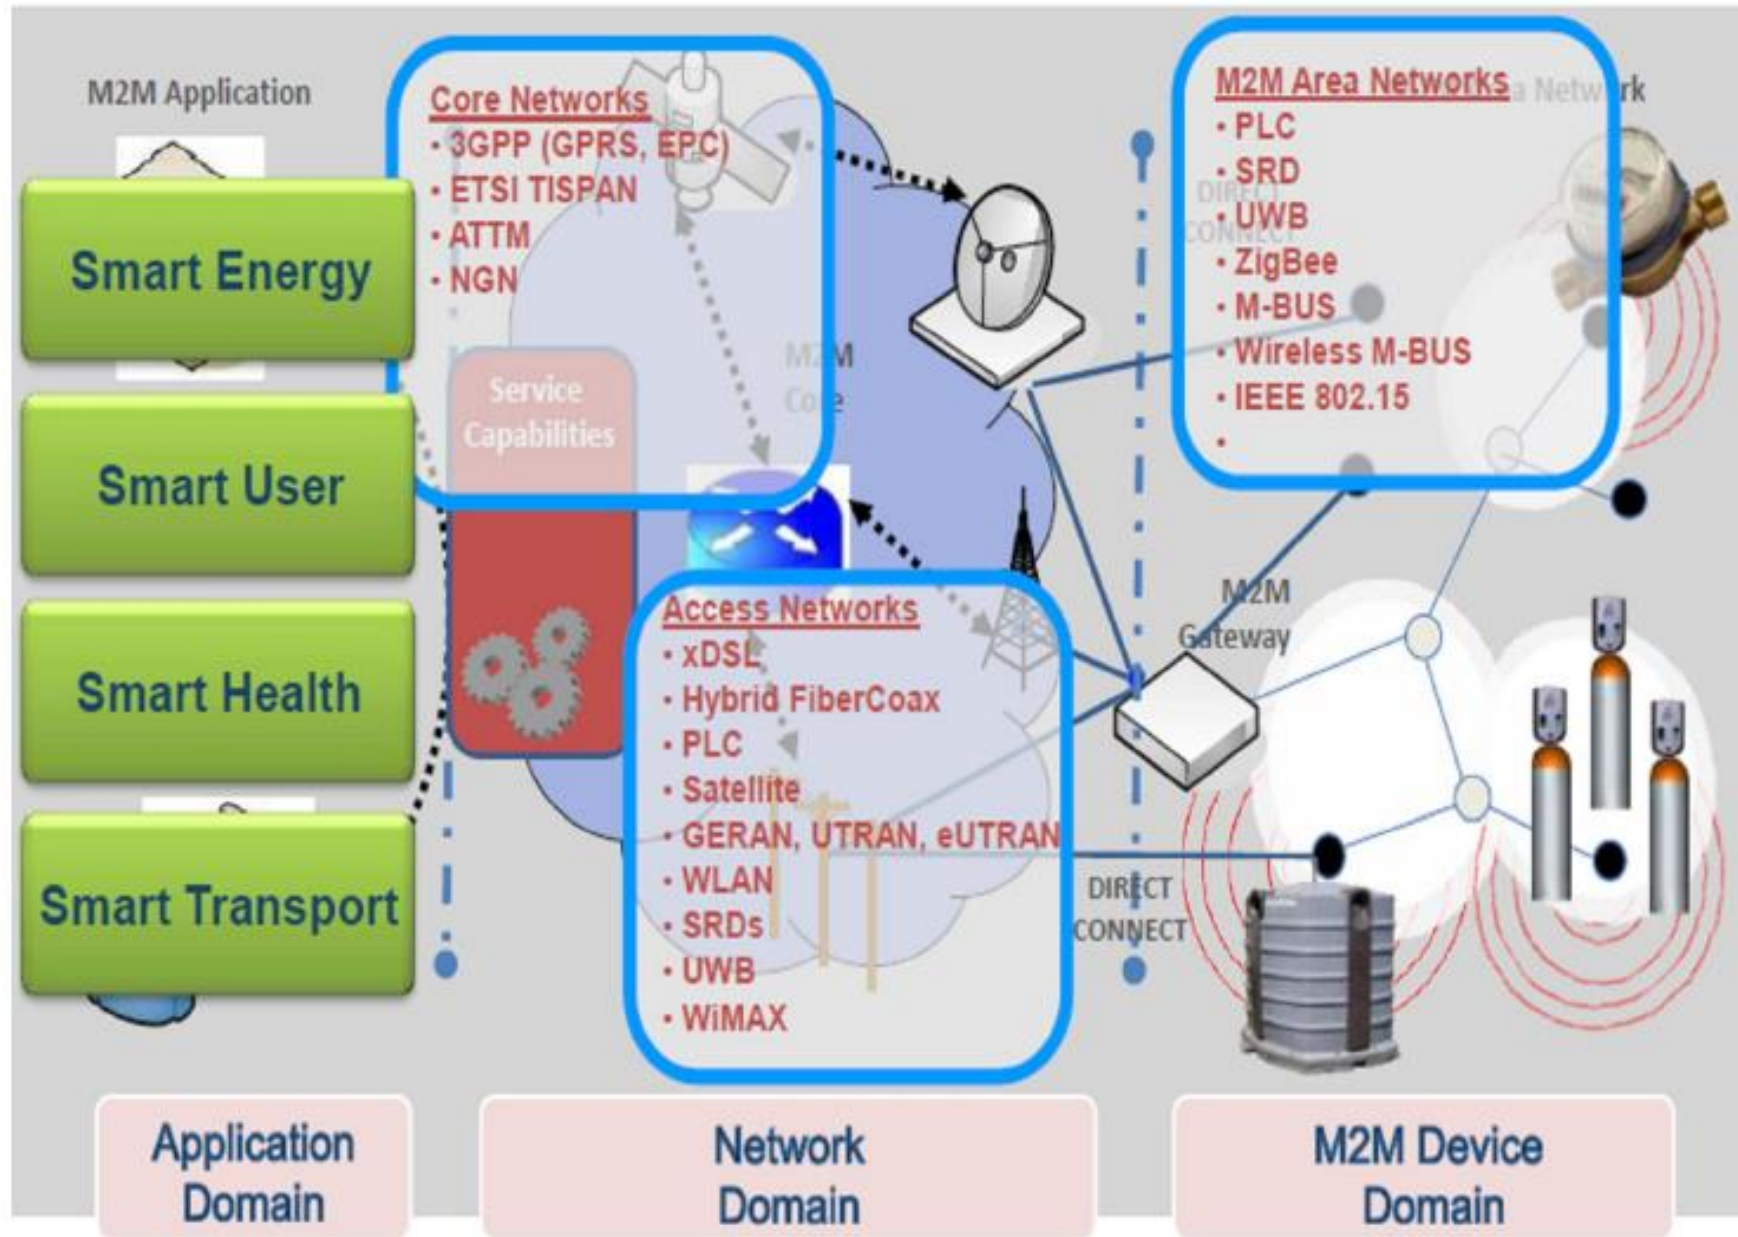 M2M Application
Smart Energy
Smart User
Smart Health
Smart Transport
Core Networks
• 3GPP (GPRS, EPC)
• ETSI TISPAN
• ATTM
• NGN
Service
Capabilities
M2M
Core
Access Networks
• xDSL
• Hybrid FiberCoax
• PLC
• Satellite
• GERAN, UTRAN, eUTRAN
• WLAN
• SRDs
• UWB
• WiMAX
M2M Area Networks
a Network
• PLC
• SRD
• UWB
• ZigBee
• M-BUS
• Wireless M-BUS
• IEEE 802.15
•
DIRECT
CONNECT
M2M
Gateway
DIRECT
CONNECT
Application
Domain
Network
Domain
M2M Device
Domain